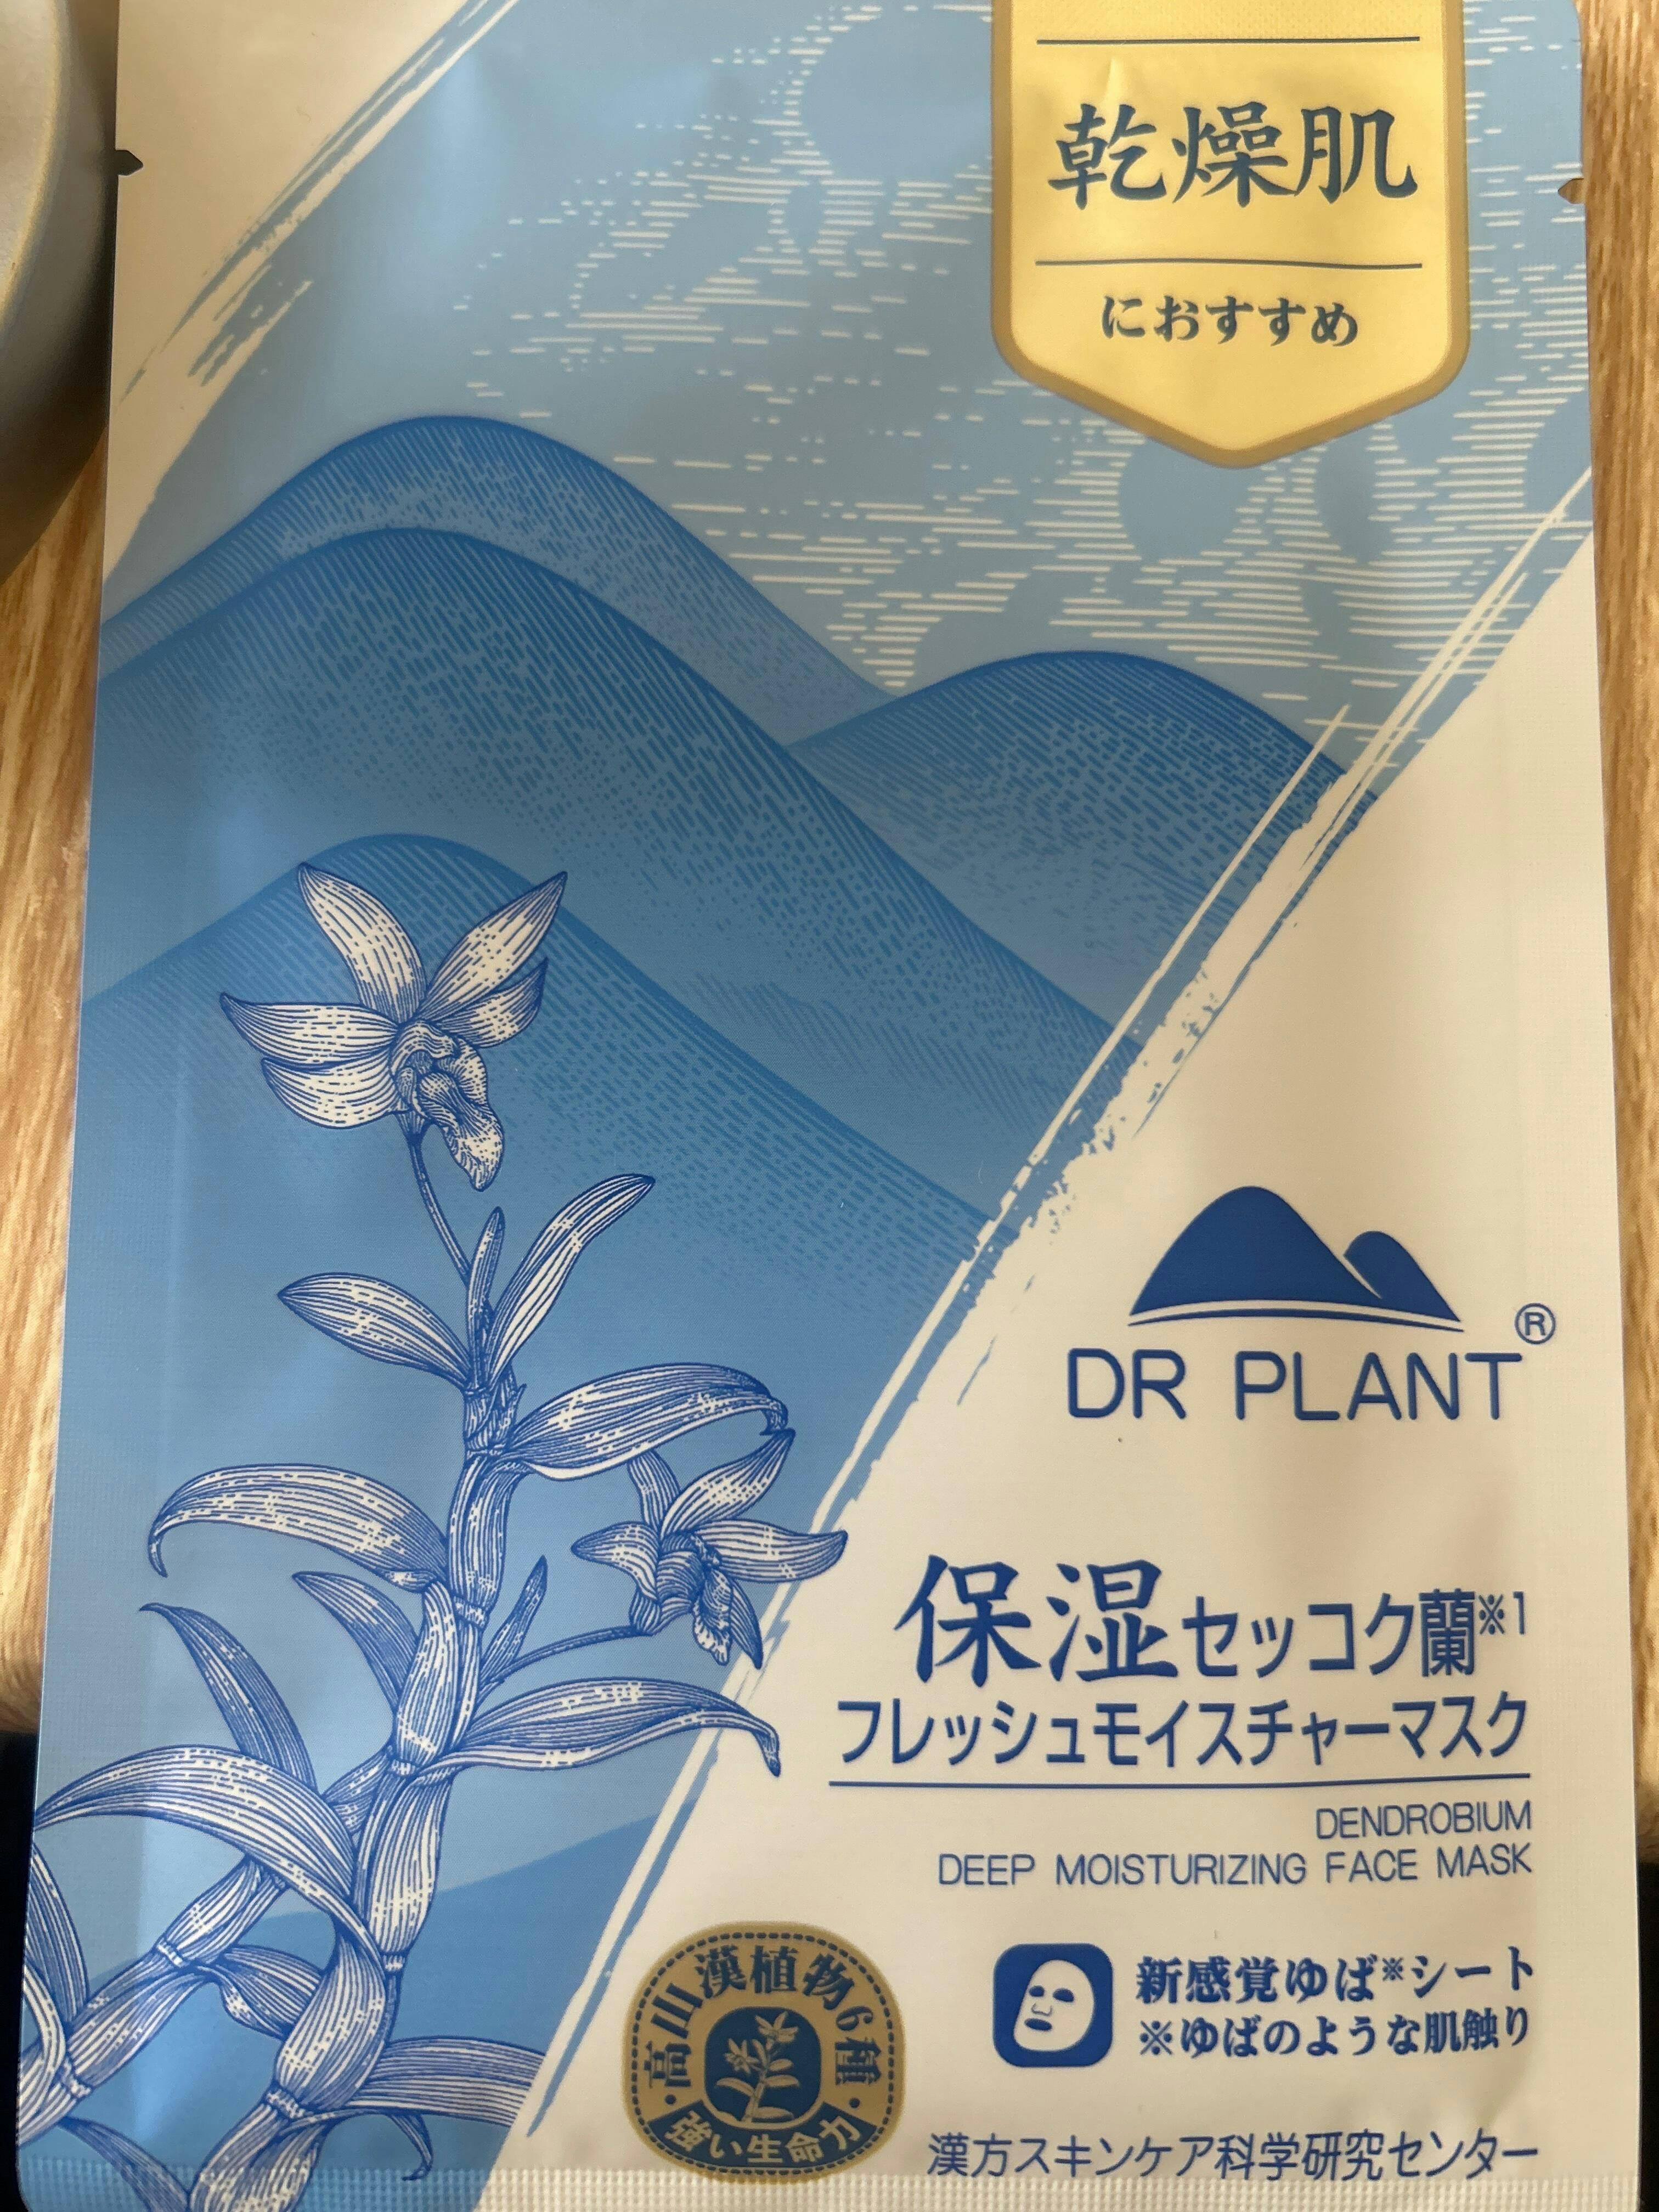 乾燥肌
におすすめ
DR PLANT®
保湿セッコク蘭※1
フレッシュモイスチャーマスク
DENDROBIUM
DEEP MOISTURIZING FACE MASK
新感覚ゆば※シート
※ゆばのような肌触り
・高山漢植物6種・
強い生命力
漢方スキンケア科学研究センター